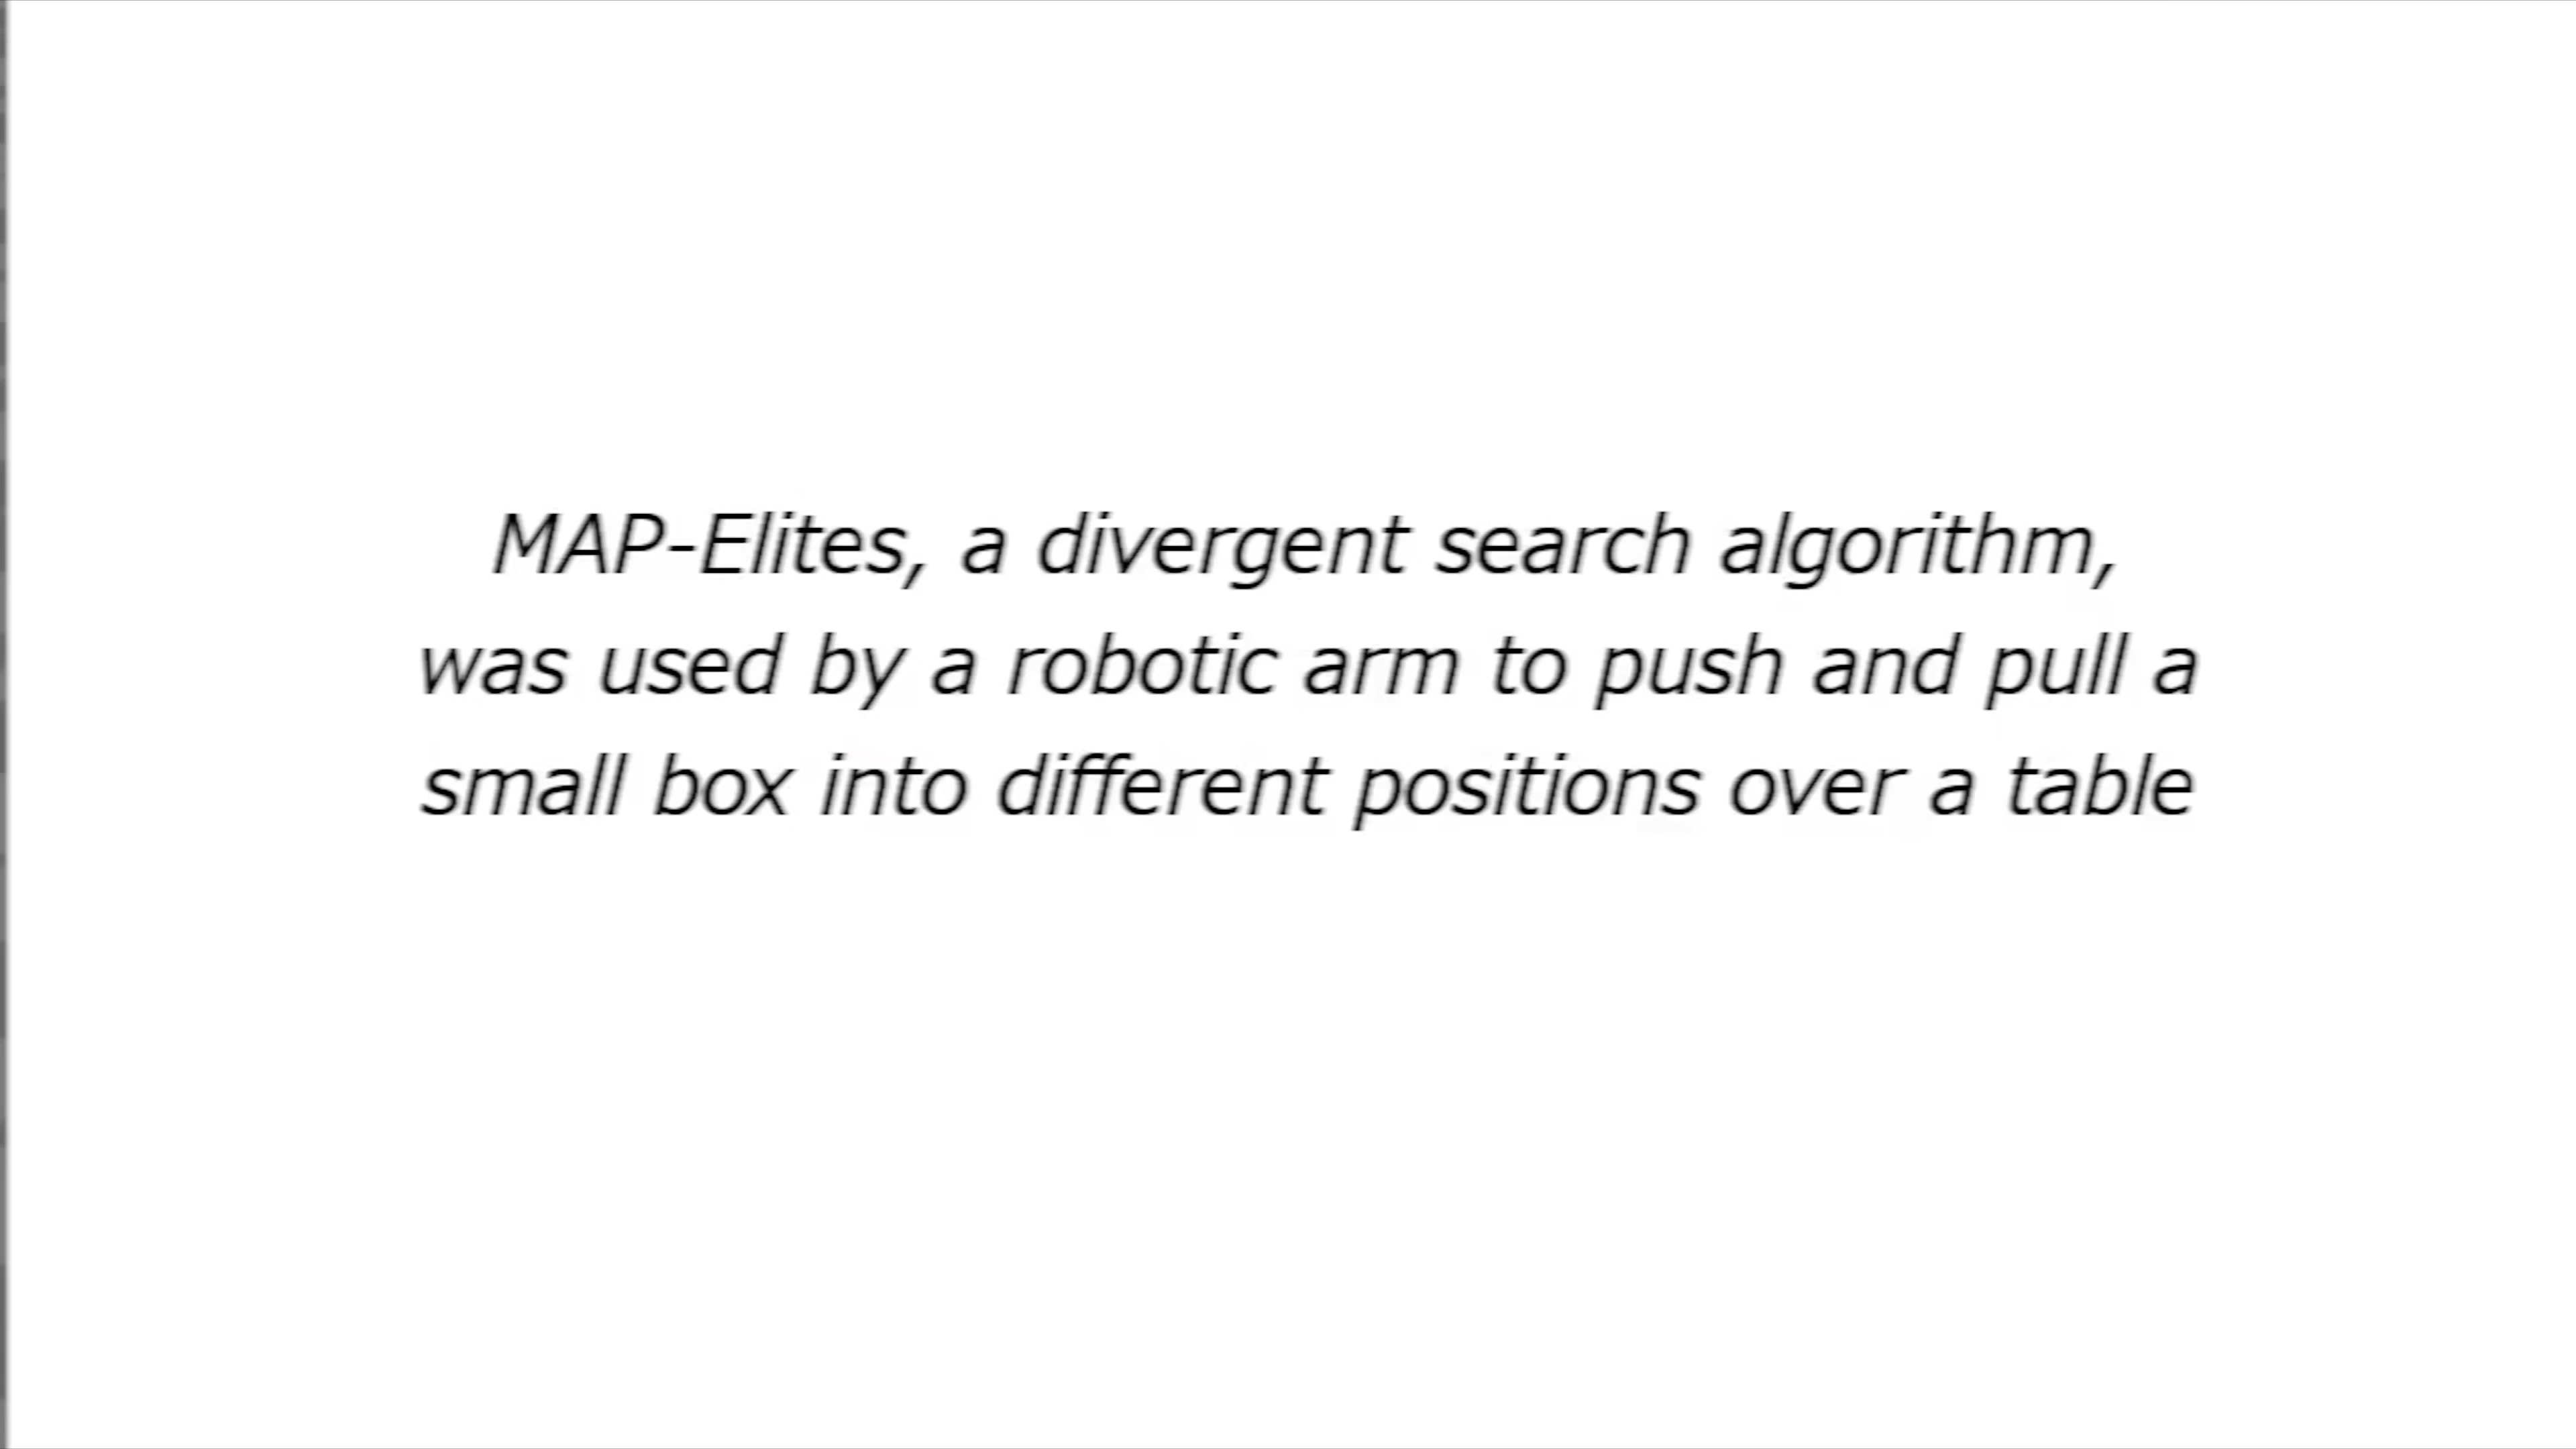 MAP-Elites, a divergent search algorithm,
was used by a robotic arm to push and pull a
small box into different positions over a table